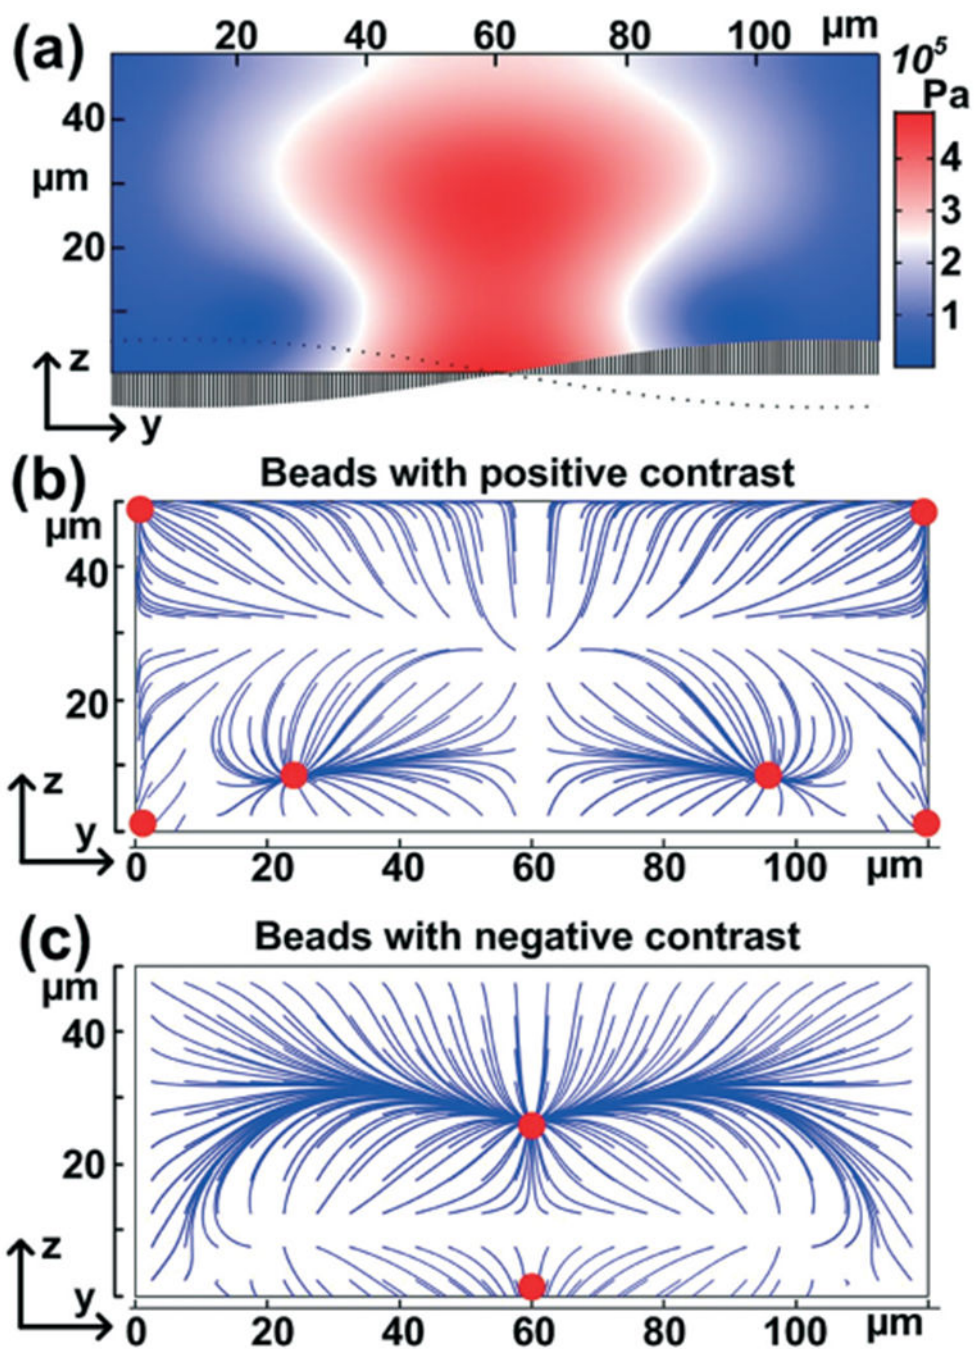 (a)
20 40 60 80 100 µm
10⁵
Pa
40
µm
20
4
3
2
1
z
y
(b)
Beads with positive contrast
µm
40
20
z
y
0 20 40 60 80 100 µm
(c)
Beads with negative contrast
µm
40
20
z
y
0 20 40 60 80 100 µm